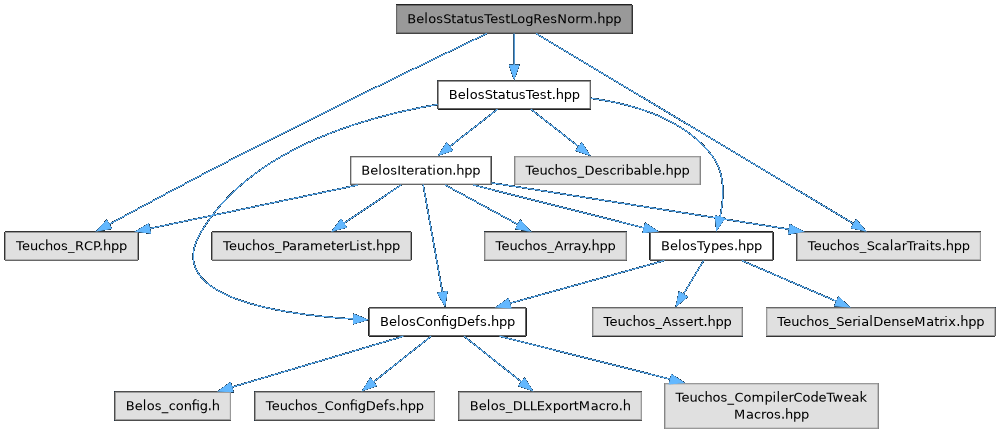 BelosStatusTestLogResNorm.hpp
BelosStatusTest.hpp
BelosIteration.hpp
Teuchos_Describable.hpp
Teuchos_RCP.hpp
Teuchos_ParameterList.hpp
Teuchos_Array.hpp
BelosTypes.hpp
Teuchos_ScalarTraits.hpp
BelosConfigDefs.hpp
Teuchos_Assert.hpp
Teuchos_SerialDenseMatrix.hpp
Belos_config.h
Teuchos_ConfigDefs.hpp
Belos_DLLExportMacro.h
Teuchos_CompilerCodeTweak
Macros.hpp